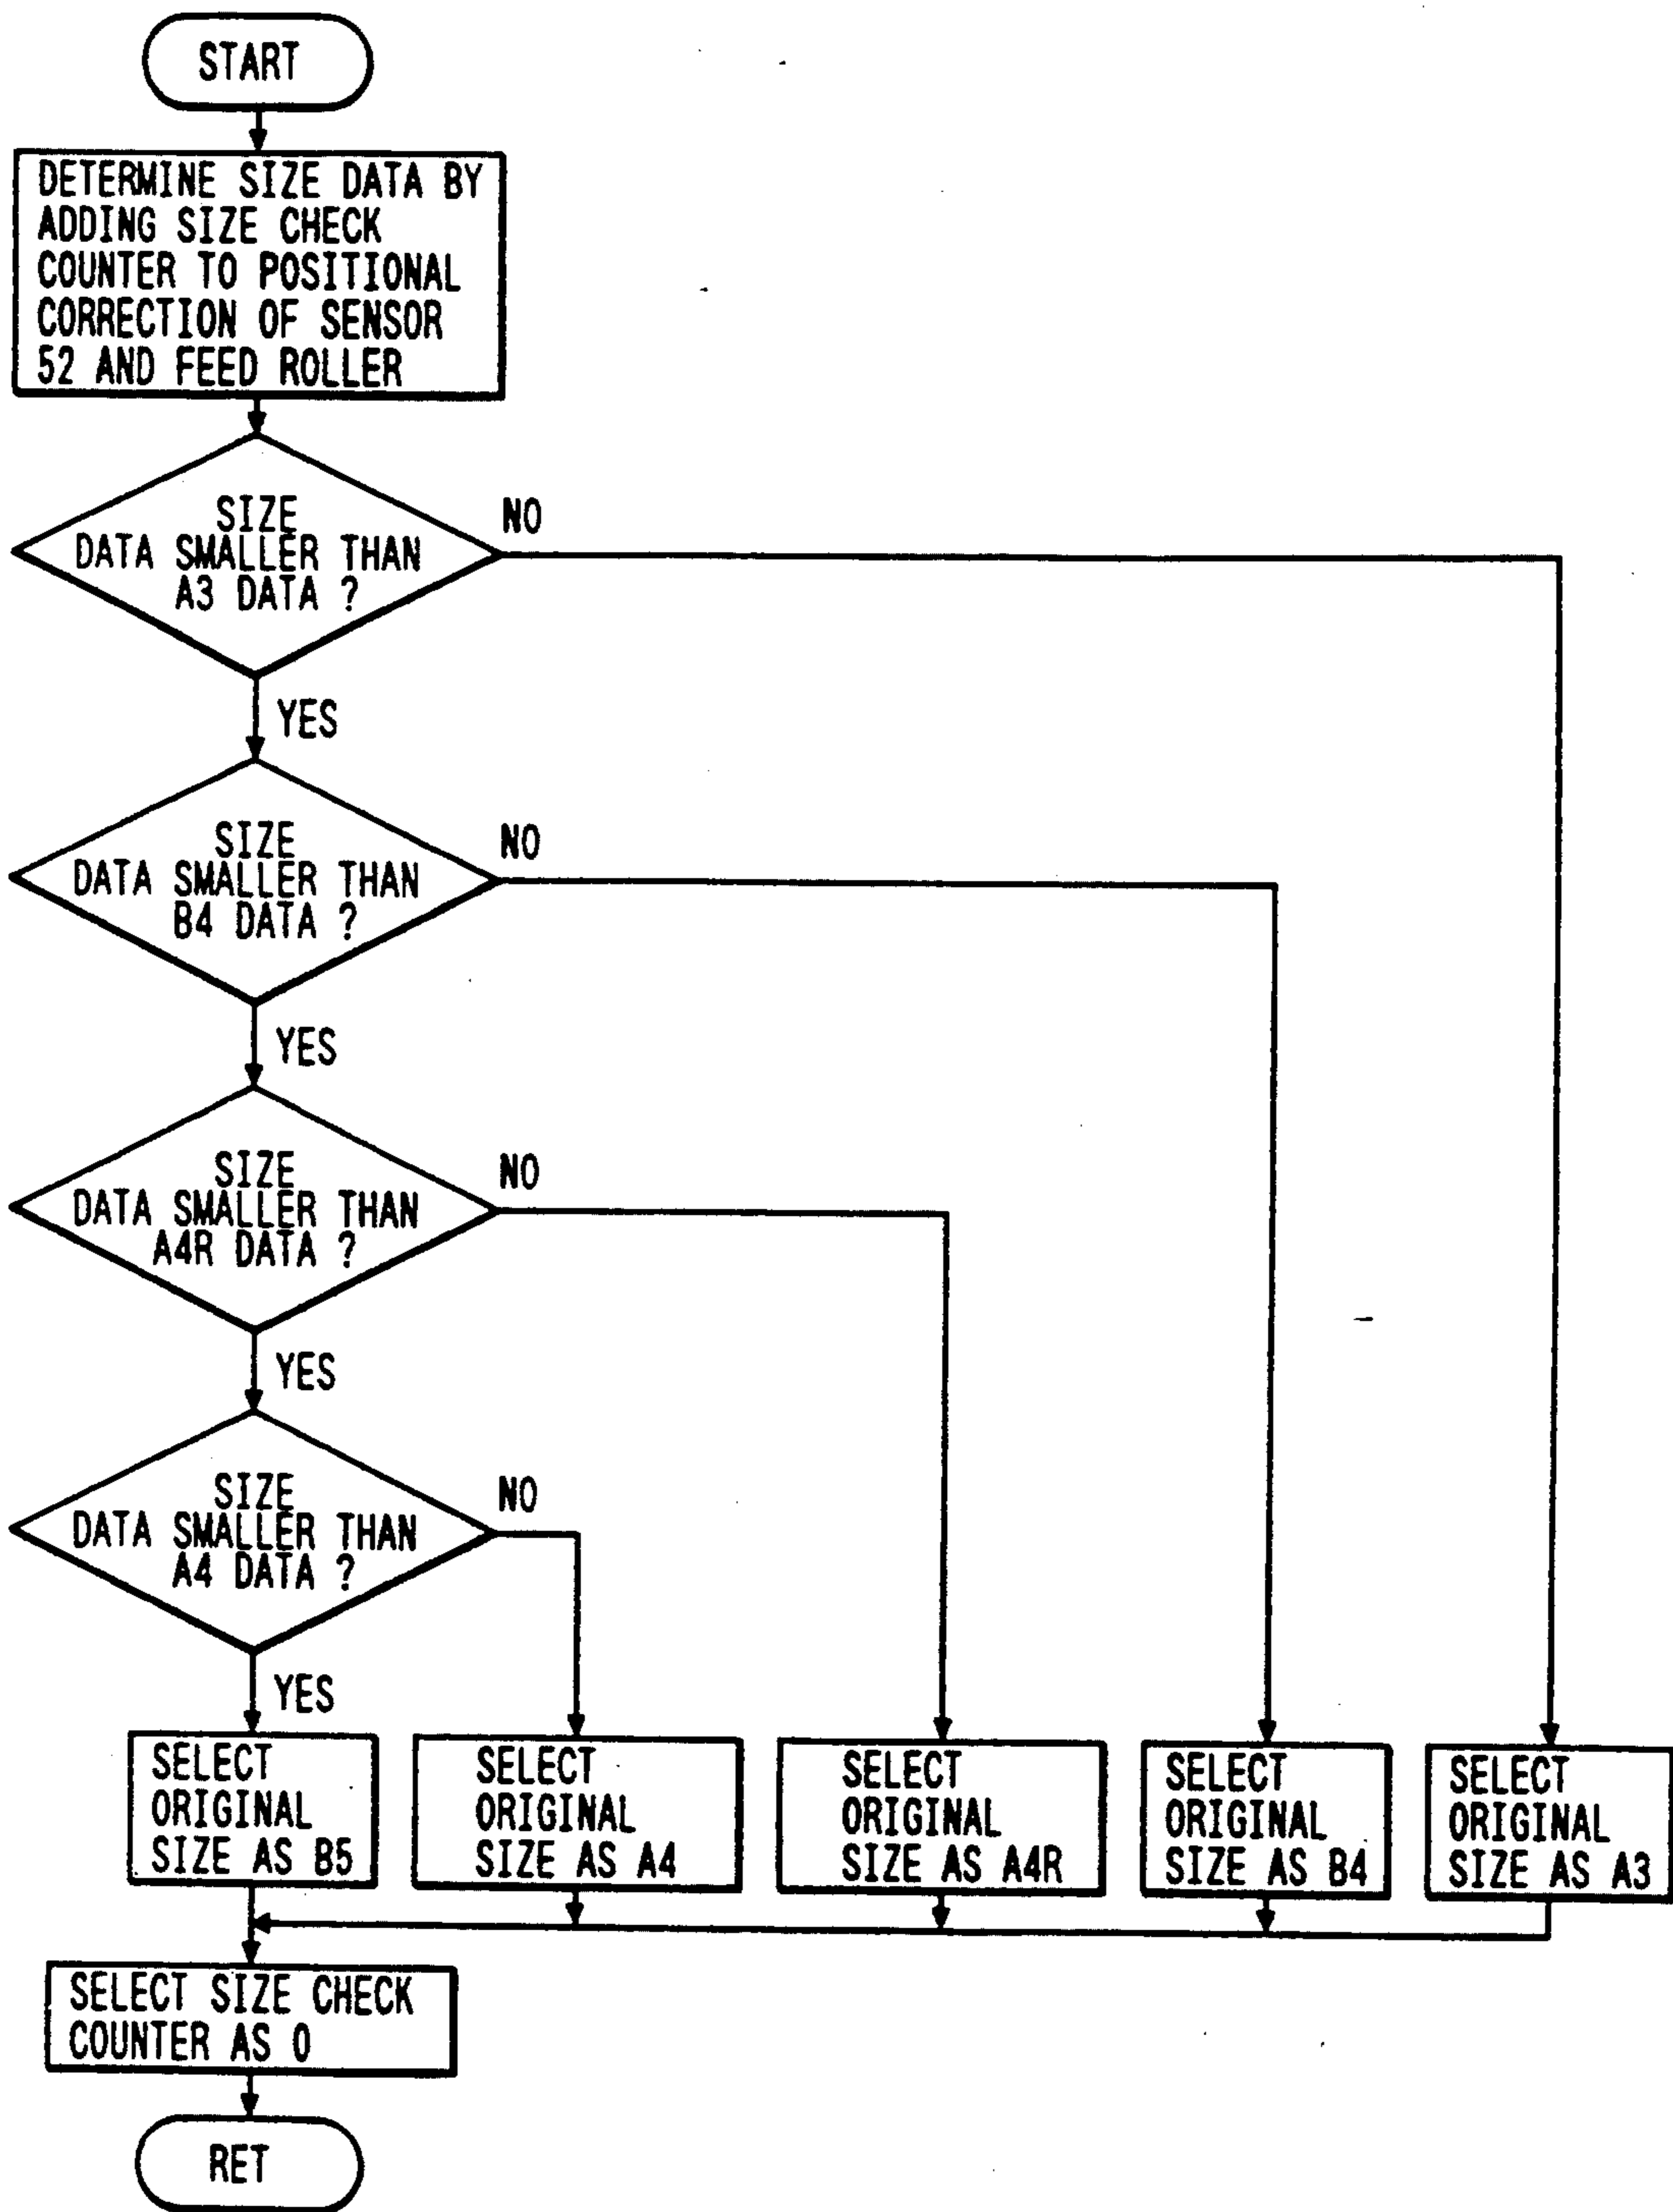 START
DETERMINE SIZE DATA BY
ADDING SIZE CHECK
COUNTER TO POSITIONAL
CORRECTION OF SENSOR
52 AND FEED ROLLER
SIZE
DATA SMALLER THAN
A3 DATA ?
NO
YES
SIZE
DATA SMALLER THAN
B4 DATA ?
NO
YES
SIZE
DATA SMALLER THAN
A4R DATA ?
NO
YES
SIZE
DATA SMALLER THAN
A4 DATA ?
NO
YES
SELECT
ORIGINAL
SIZE AS B5
SELECT
ORIGINAL
SIZE AS A4
SELECT
ORIGINAL
SIZE AS A4R
SELECT
ORIGINAL
SIZE AS B4
SELECT
ORIGINAL
SIZE AS A3
SELECT SIZE CHECK
COUNTER AS 0
RET